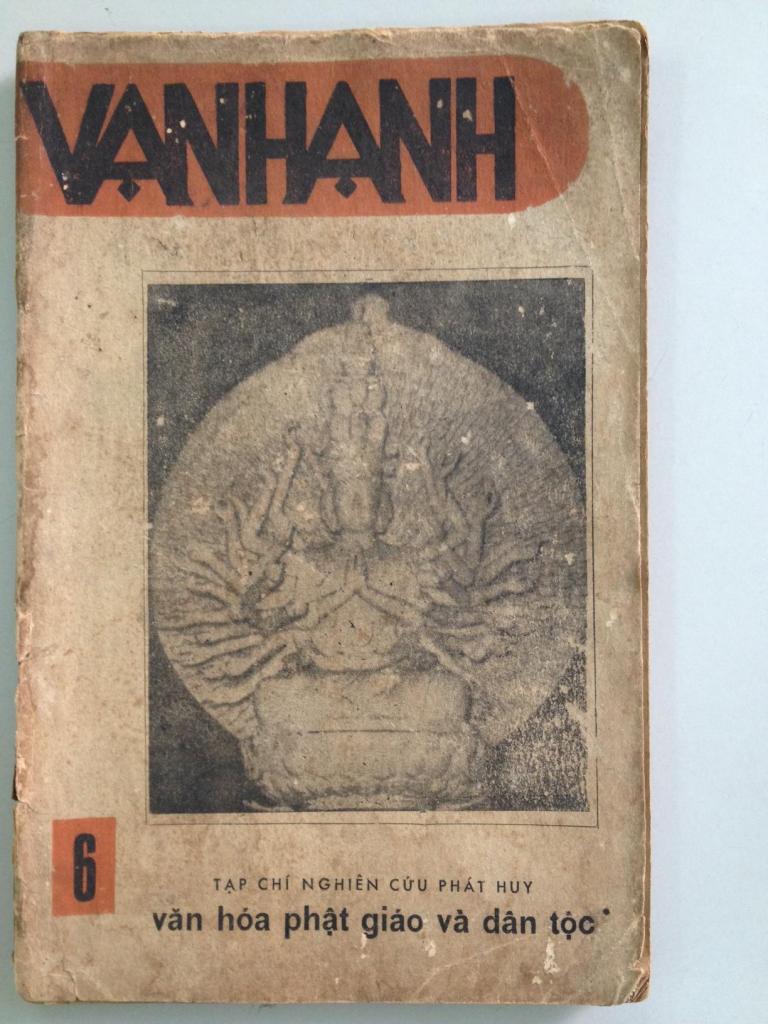 VẠNHẠNH
6
TẠP CHÍ NGHIÊN CỨU PHÁT HUY
văn hóa phật giáo và dân tộc